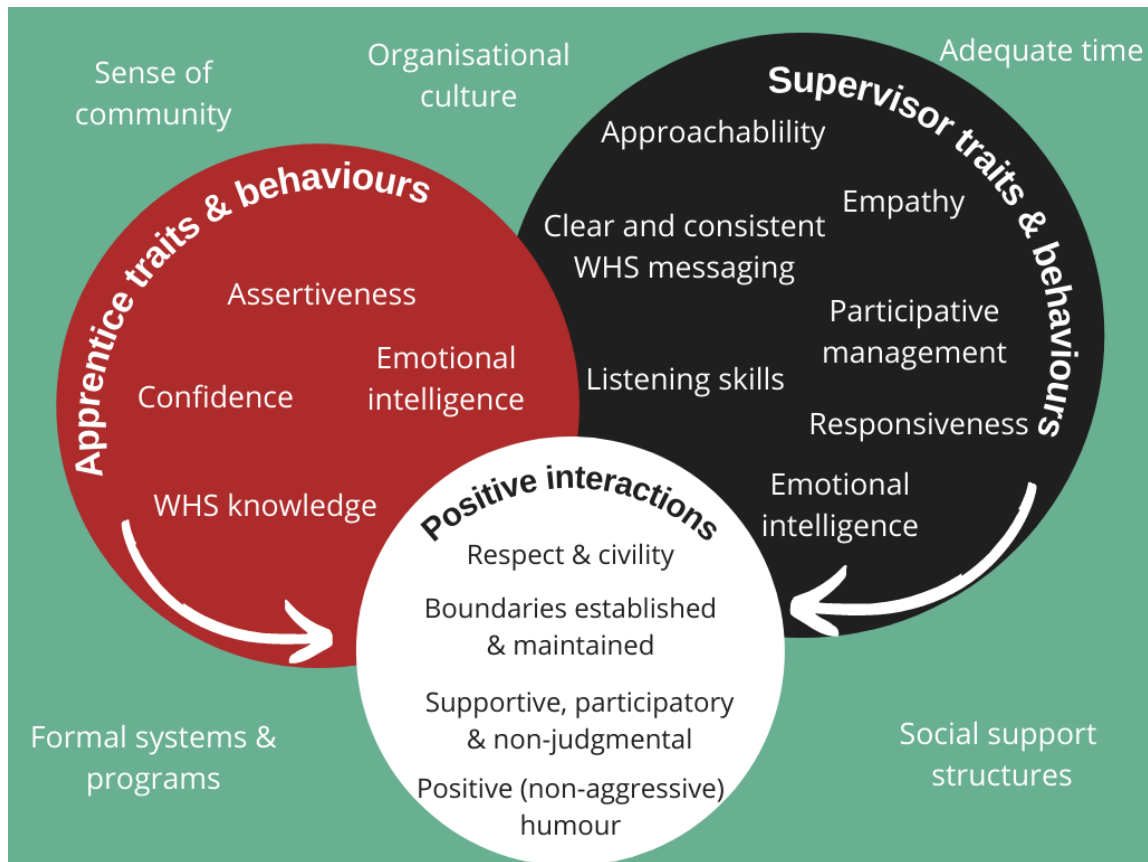 Sense of
community
Organisational
culture
Adequate time
Apprentice traits & behaviours
Assertiveness
Emotional
intelligence
Confidence
WHS knowledge
Supervisor traits & behaviours
Approachablility
Empathy
Clear and consistent
WHS messaging
Participative
management
Listening skills
Responsiveness
Emotional
intelligence
Positive interactions
Respect & civility
Boundaries established
& maintained
Supportive, participatory
& non-judgmental
Positive (non-aggressive)
humour
Formal systems &
programs
Social support
structures